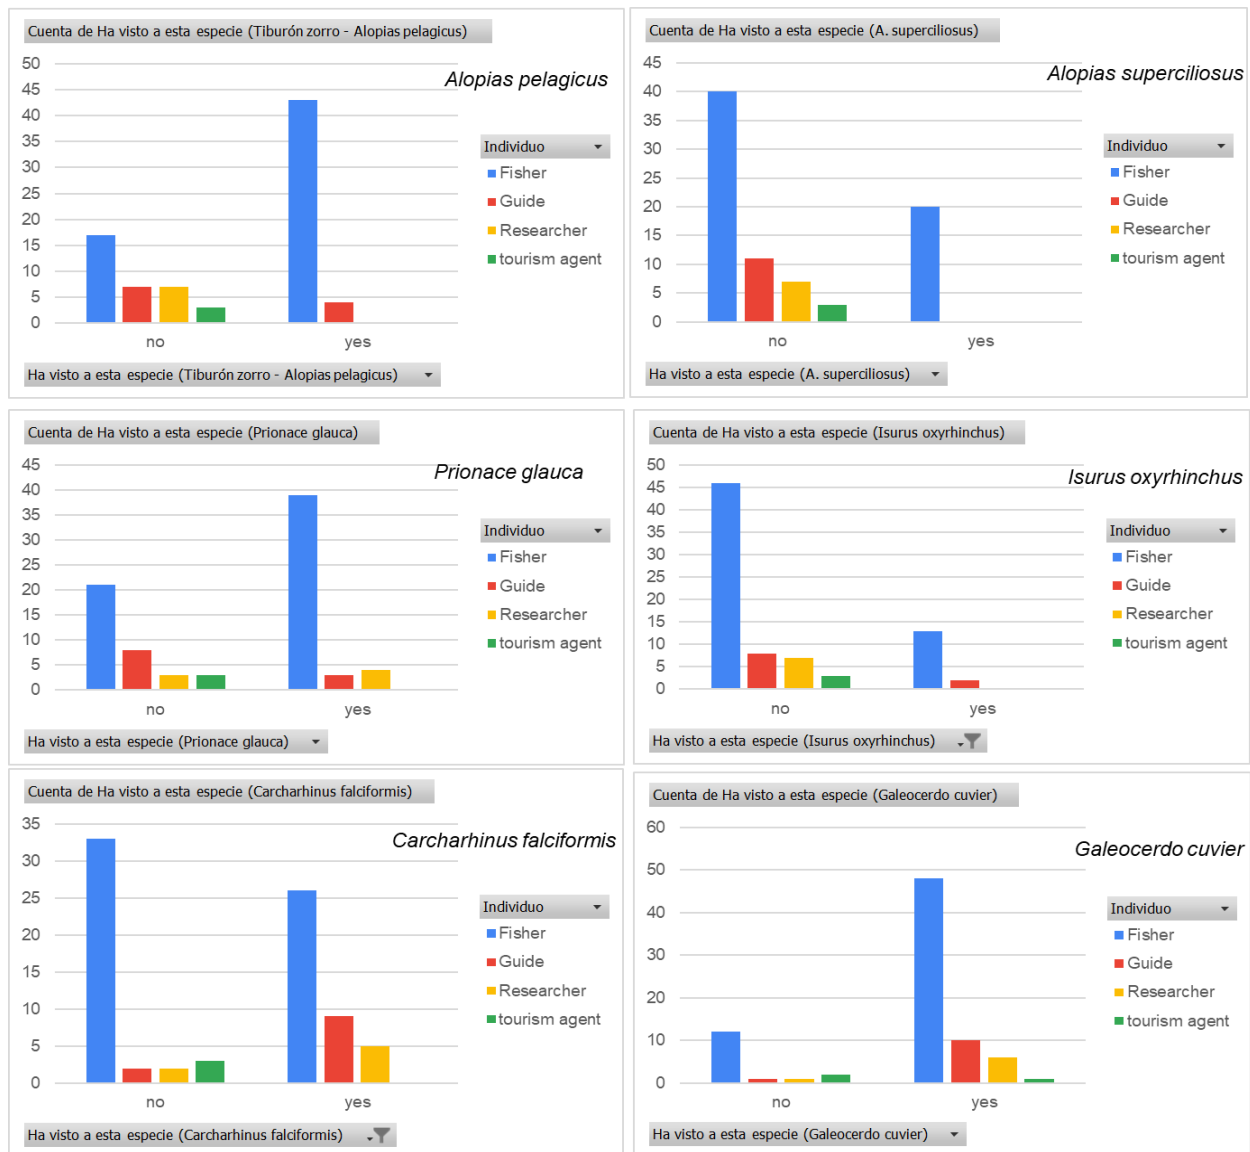 Cuenta de Ha visto a esta especie (Tiburón zorro - Alopias pelagicus)
Alopias pelagicus
50
45
40
35
30
25
20
15
10
5
0
no
yes
Individuo
Fisher
Guide
Researcher
tourism agent
Ha visto a esta especie (Tiburón zorro - Alopias pelagicus)
Cuenta de Ha visto a esta especie (A. superciliosus)
Alopias superciliosus
45
40
35
30
25
20
15
10
5
0
no
yes
Individuo
Fisher
Guide
Researcher
tourism agent
Ha visto a esta especie (A. superciliosus)
Cuenta de Ha visto a esta especie (Prionace glauca)
Prionace glauca
45
40
35
30
25
20
15
10
5
0
no
yes
Individuo
Fisher
Guide
Researcher
tourism agent
Ha visto a esta especie (Prionace glauca)
Cuenta de Ha visto a esta especie (Isurus oxyrhinchus)
Isurus oxyrhinchus
50
45
40
35
30
25
20
15
10
5
0
no
yes
Individuo
Fisher
Guide
Researcher
tourism agent
Ha visto a esta especie (Isurus oxyrhinchus)
Cuenta de Ha visto a esta especie (Carcharhinus falciformis)
Carcharhinus falciformis
35
30
25
20
15
10
5
0
no
yes
Individuo
Fisher
Guide
Researcher
tourism agent
Ha visto a esta especie (Carcharhinus falciformis)
Cuenta de Ha visto a esta especie (Galeocerdo cuvier)
Galeocerdo cuvier
60
50
40
30
20
10
0
no
yes
Individuo
Fisher
Guide
Researcher
tourism agent
Ha visto a esta especie (Galeocerdo cuvier)